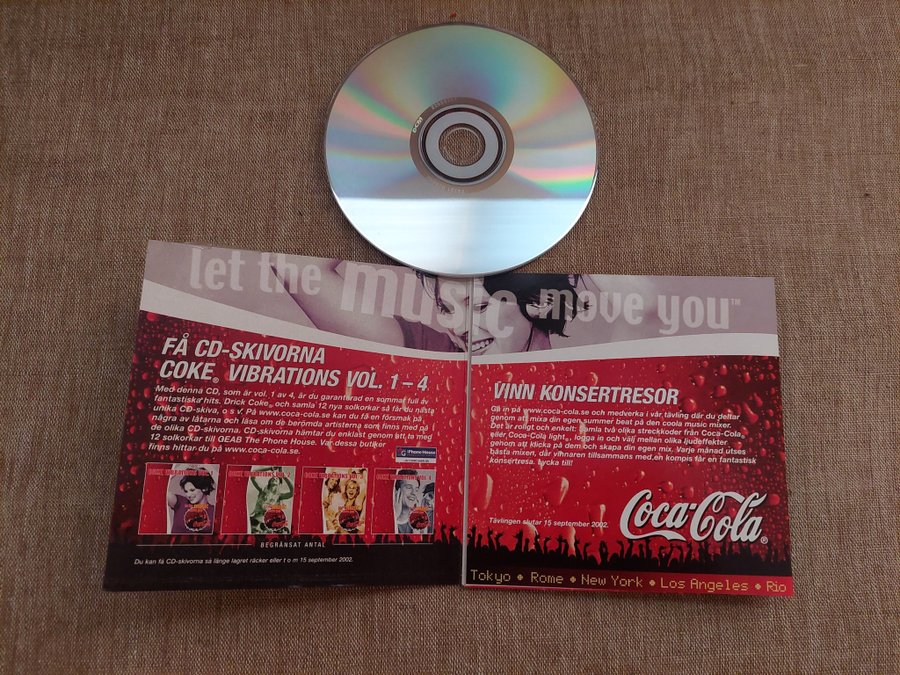 let the music move you™
FÅ CD-SKIVORNA
COKE® VIBRATIONS VOL. 1 – 4
Med denna CD, som är vol. 1 av 4, är du garanterad en sommar full av
fantastiska hits. Drick Coke® och samla 12 nya solkorkar så får du nästa
unika CD-skiva, o s v. På www.coca-cola.se kan du få en försmak på
några av låtarna och läsa om de berömda artisterna som finns med på
de olika CD-skivorna. CD-skivorna hämtar du enklast genom att ta med
12 solkorkar till GEAB The Phone House. Var dessa butiker
finns hittar du på www.coca-cola.se.
Phone House
BEGRÄNSAT ANTAL
Du kan få CD-skivorna så länge lagret räcker eller t o m 15 september 2002.
VINN KONSERTRESOR
Gå in på www.coca-cola.se och medverka i vår tävling där du deltar
genom att mixa din egen summer beat på den coola music mixer.
Det är roligt och enkelt: samla två olika streckkoder från Coca-Cola
eller Coca-Cola light, logga in och välj mellan olika ljudeffekter
genom att klicka på dem och skapa din egen mix. Varje månad utses
bästa mixen, där vinnaren tillsammans med en kompis får en fantastisk
konsertresa. Lycka till!
Tävlingen slutar 15 september 2002.
Coca-Cola®
Tokyo • Rome • New York • Los Angeles • Rio